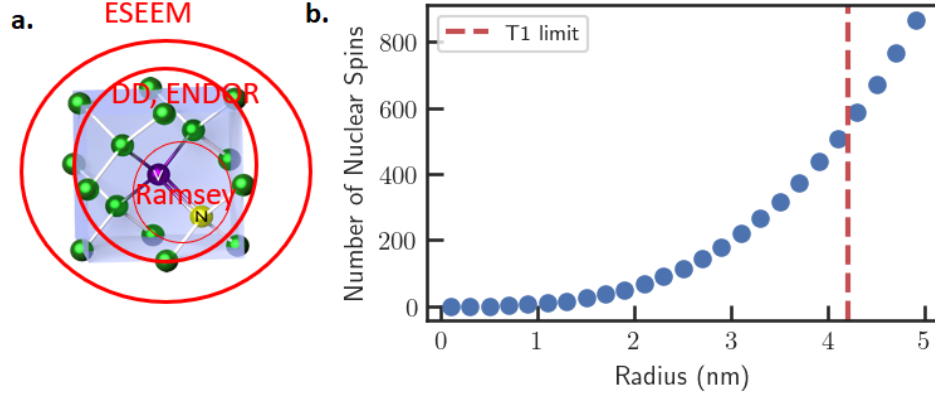 a.
ESEEM
DD, ENDOR
V
Ramsey
N
b.
T1 limit
Number of Nuclear Spins
800
600
400
200
0
0 1 2 3 4 5
Radius (nm)